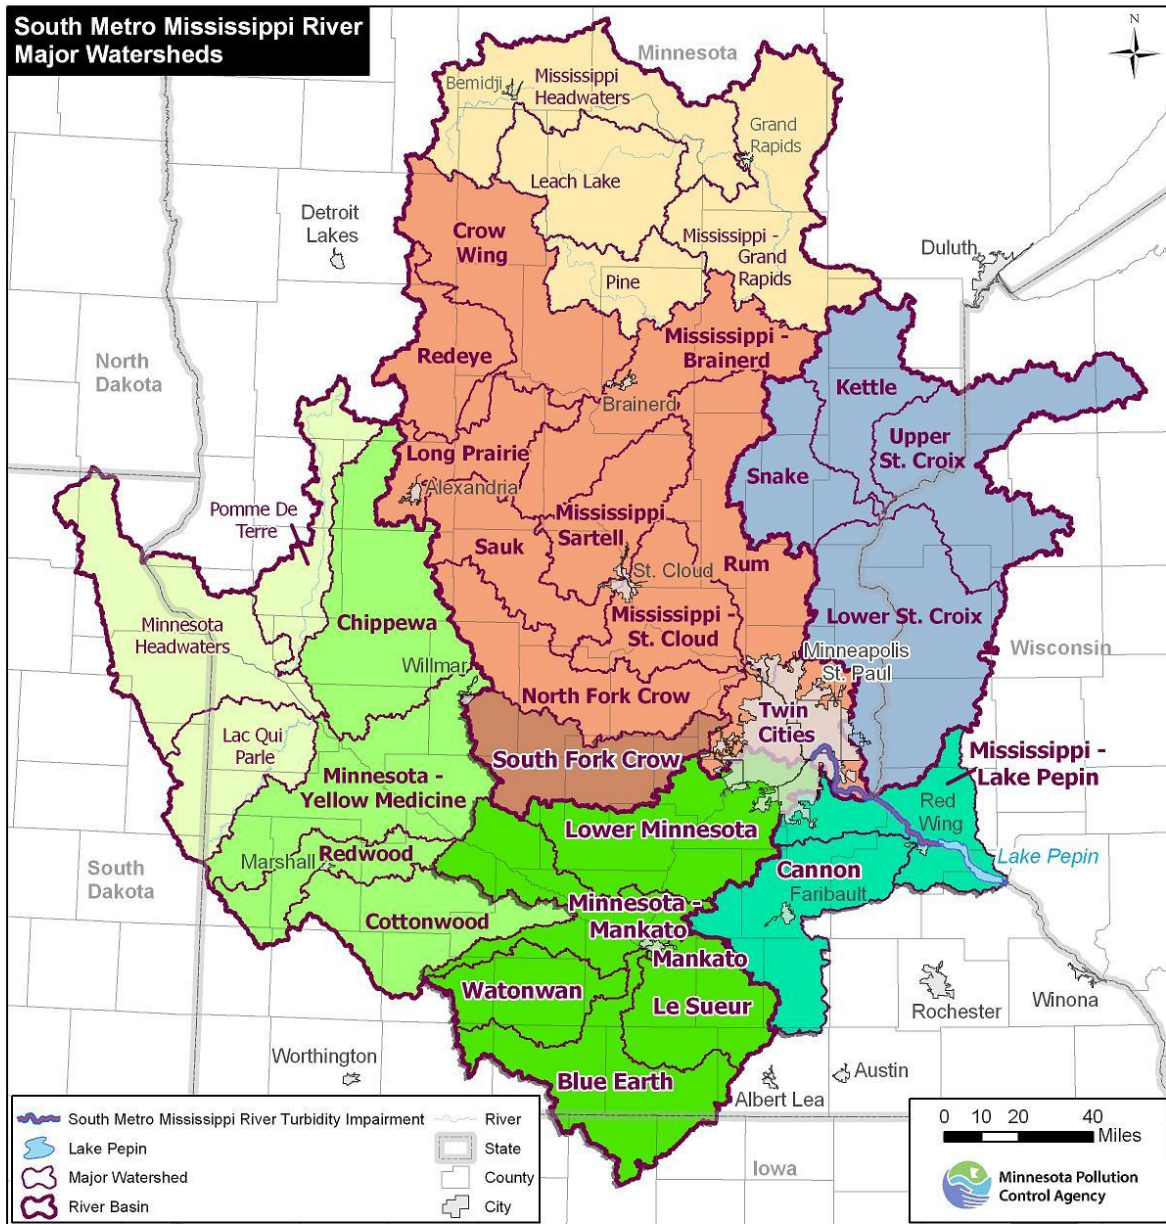 South Metro Mississippi River
Major Watersheds
N
Minnesota
Bemidji
Mississippi
Headwaters
Grand
Rapids
Leach Lake
Detroit
Lakes
Crow
Wing
Mississippi -
Grand
Rapids
Duluth
Pine
North
Dakota
Redeye
Mississippi -
Brainerd
Kettle
Brainerd
Upper
St. Croix
Long Prairie
Snake
Alexandria
Pomme De
Terre
Mississippi
Sartell
Sauk
Rum
St. Cloud
Minnesota
Headwaters
Chippewa
Mississippi -
St. Cloud
Lower St. Croix
Wisconsin
Minneapolis
St. Paul
Willmar
North Fork Crow
Twin
Cities
Lac Qui
Parle
South Fork Crow
Mississippi -
Lake Pepin
Minnesota -
Yellow Medicine
Red
Wing
Lower Minnesota
Lake Pepin
South
Dakota
Marshall
Redwood
Cannon
Faribault
Cottonwood
Minnesota -
Mankato
Mankato
Watonwan
Le Sueur
Rochester
Winona
Worthington
Blue Earth
Austin
Albert Lea
Iowa
South Metro Mississippi River Turbidity Impairment
Lake Pepin
Major Watershed
River Basin
River
State
County
City
0 10 20 40
Miles
Minnesota Pollution
Control Agency